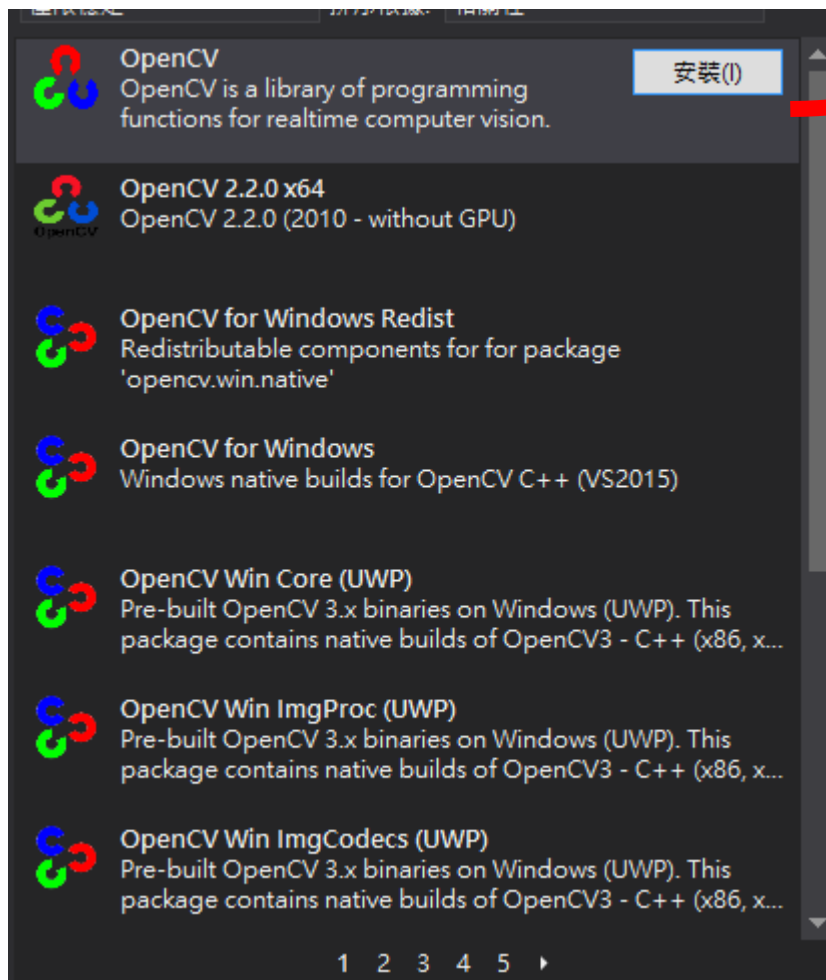 OpenCV
OpenCV is a library of programming
functions for realtime computer vision.
安裝(I)
OpenCV 2.2.0 x64
OpenCV 2.2.0 (2010 - without GPU)
OpenCV
OpenCV for Windows Redist
Redistributable components for for package
'opencv.win.native'
OpenCV for Windows
Windows native builds for OpenCV C++ (VS2015)
OpenCV Win Core (UWP)
Pre-built OpenCV 3.x binaries on Windows (UWP). This
package contains native builds of OpenCV3 - C++ (x86, x...
OpenCV Win ImgProc (UWP)
Pre-built OpenCV 3.x binaries on Windows (UWP). This
package contains native builds of OpenCV3 - C++ (x86, x...
OpenCV Win ImgCodecs (UWP)
Pre-built OpenCV 3.x binaries on Windows (UWP). This
package contains native builds of OpenCV3 - C++ (x86, x...
1 2 3 4 5